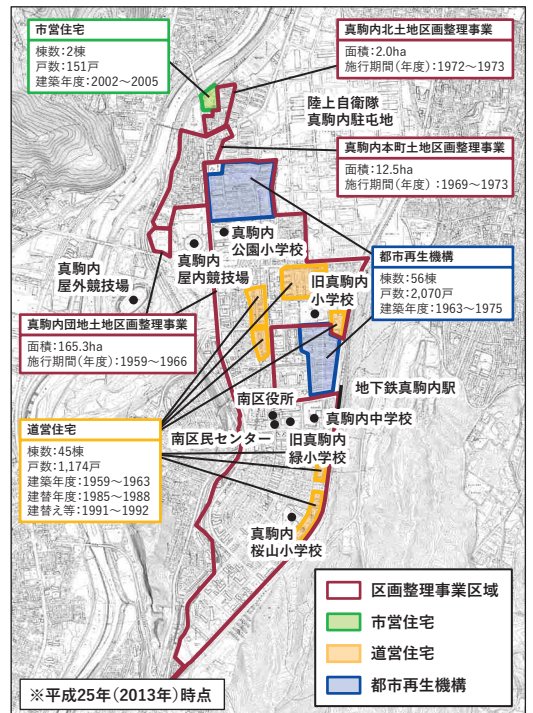 市営住宅
棟数:2棟
戸数:151戸
建築年度:2002～2005
真駒内北土地区画整理事業
面積:2.0ha
施行期間(年度):1972～1973
陸上自衛隊
真駒内駐屯地
真駒内本町土地区画整理事業
面積:12.5ha
施行期間(年度):1969～1973
真駒内
公園小学校
真駒内
屋内競技場
真駒内
屋外競技場
都市再生機構
棟数:56棟
戸数:2,070戸
建築年度:1963～1975
旧真駒内
小学校
真駒内団地土地区画整理事業
面積:165.3ha
施行期間(年度):1959～1966
地下鉄真駒内駅
南区役所
真駒内中学校
南区民センター
旧真駒内
緑小学校
道営住宅
棟数:45棟
戸数:1,174戸
建築年度:1959～1963
建替年度:1985～1988
建替え等:1991～1992
真駒内
桜山小学校
区画整理事業区域
市営住宅
道営住宅
都市再生機構
※平成25年(2013年)時点